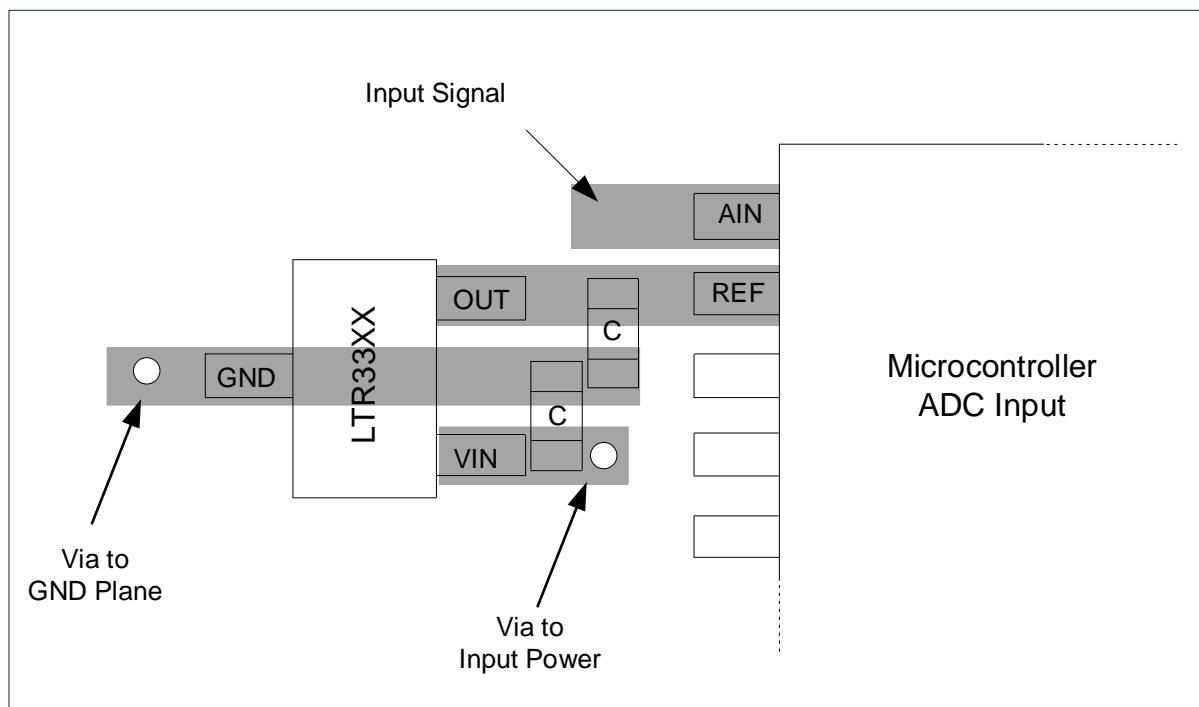 Input Signal
AIN
OUT
REF
C
LTR33XX
GND
C
VIN
Microcontroller
ADC Input
Via to
GND Plane
Via to
Input Power